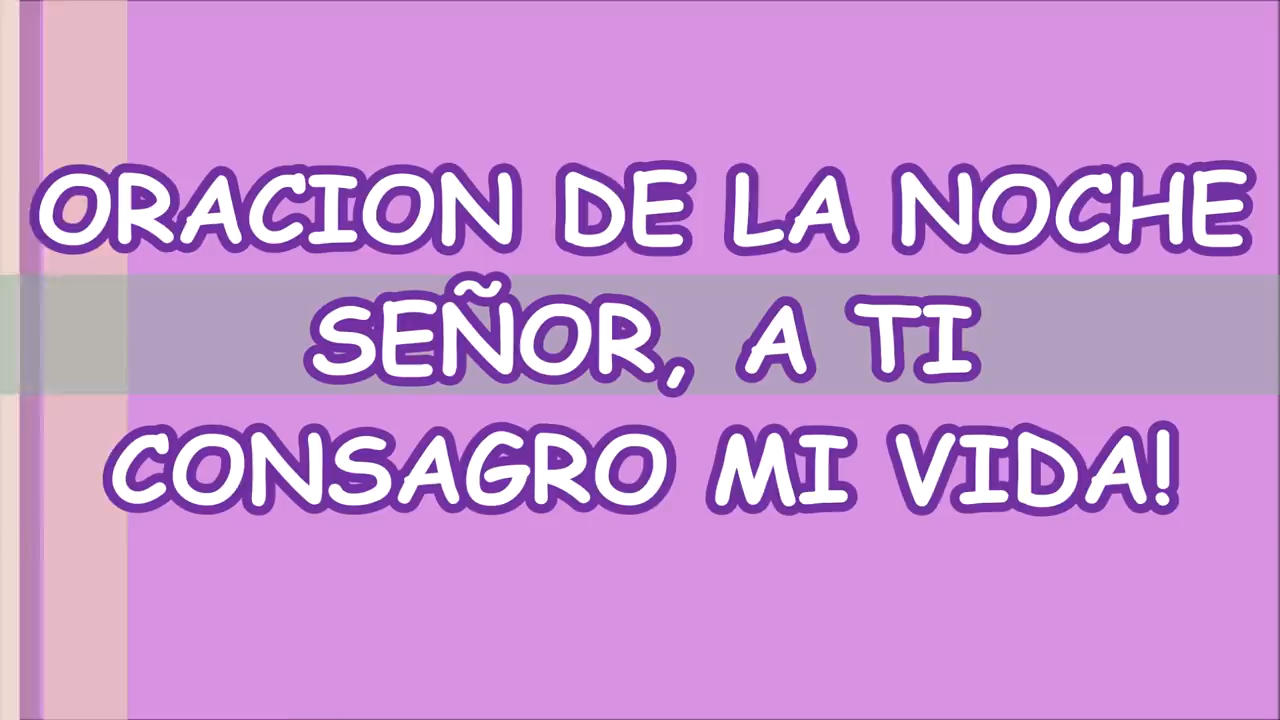 ORACION DE LA NOCHE
SEÑOR, A TI
CONSAGRO MI VIDA!